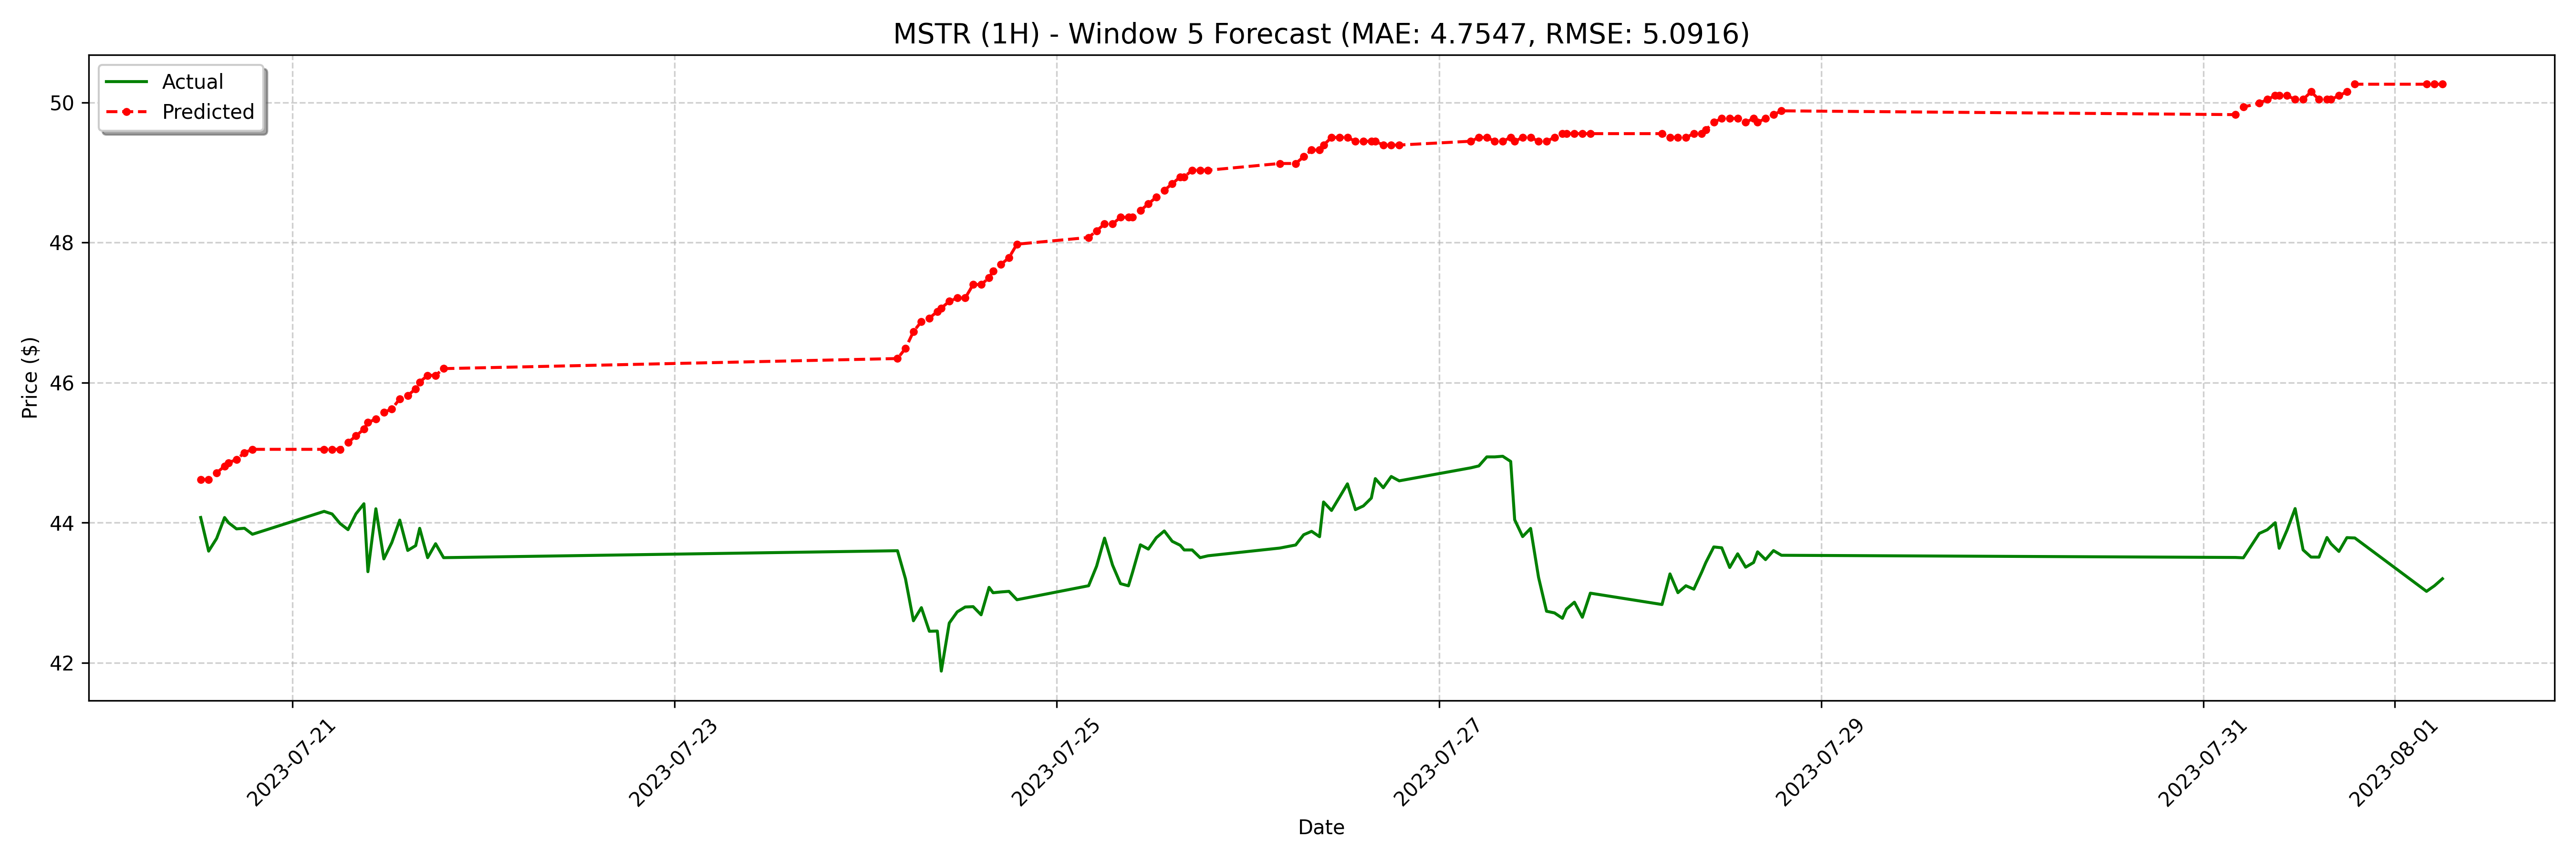 MSTR (1H) - Window 5 Forecast (MAE: 4.7547, RMSE: 5.0916)
Actual
Predicted
Price ($)
50
48
46
44
42
2023-07-21
2023-07-23
2023-07-25
2023-07-27
2023-07-29
2023-07-31
2023-08-01
Date